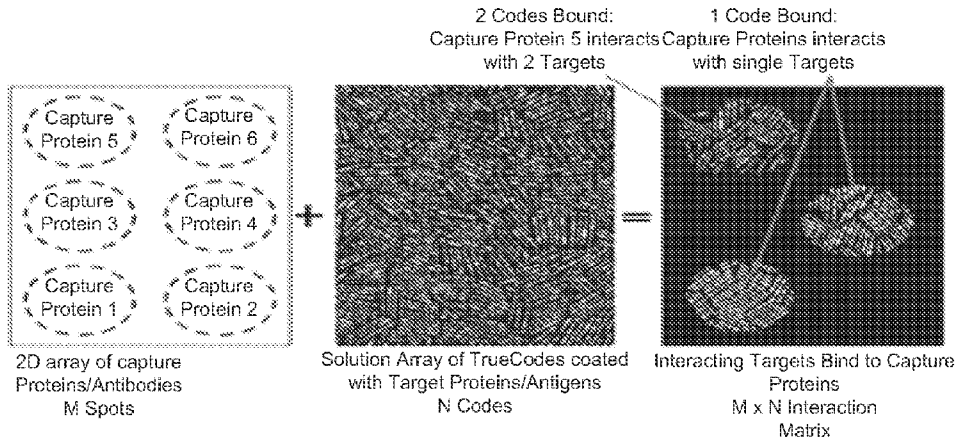 2 Codes Bound:
Capture Protein 5 interacts
with 2 Targets
1 Code Bound:
Capture Proteins interacts
with single Targets
Capture
Protein 5
Capture
Protein 6
Capture
Protein 3
Capture
Protein 4
Capture
Protein 1
Capture
Protein 2
+
=
2D array of capture
Proteins/Antibodies
M Spots
Solution Array of TrueCodes coated
with Target Proteins/Antigens
N Codes
Interacting Targets Bind to Capture
Proteins
M x N Interaction
Matrix